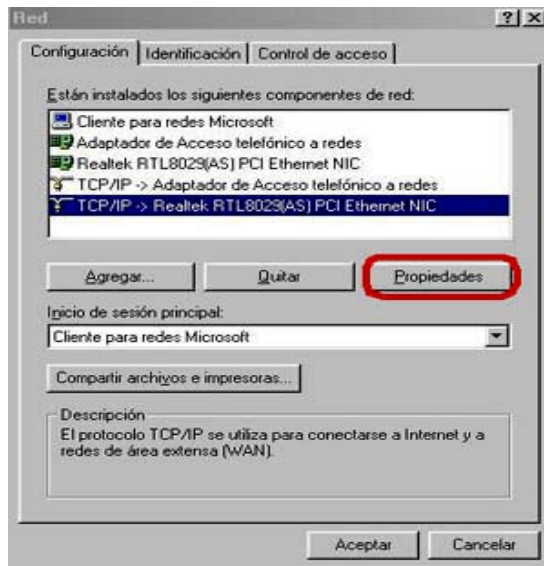 Red
Configuración Identificación Control de acceso
Están instalados los siguientes componentes de red:
Cliente para redes Microsoft
Adaptador de Acceso telefónico a redes
Realtek RTL8029(AS) PCI Ethernet NIC
TCP/IP -> Adaptador de Acceso telefónico a redes
TCP/IP -> Realtek RTL8029(AS) PCI Ethernet NIC
Agregar... Quitar Propiedades
Inicio de sesión principal:
Cliente para redes Microsoft
Compartir archivos e impresoras...
Descripción
El protocolo TCP/IP se utiliza para conectarse a Internet y a
redes de área extensa (WAN).
Aceptar Cancelar